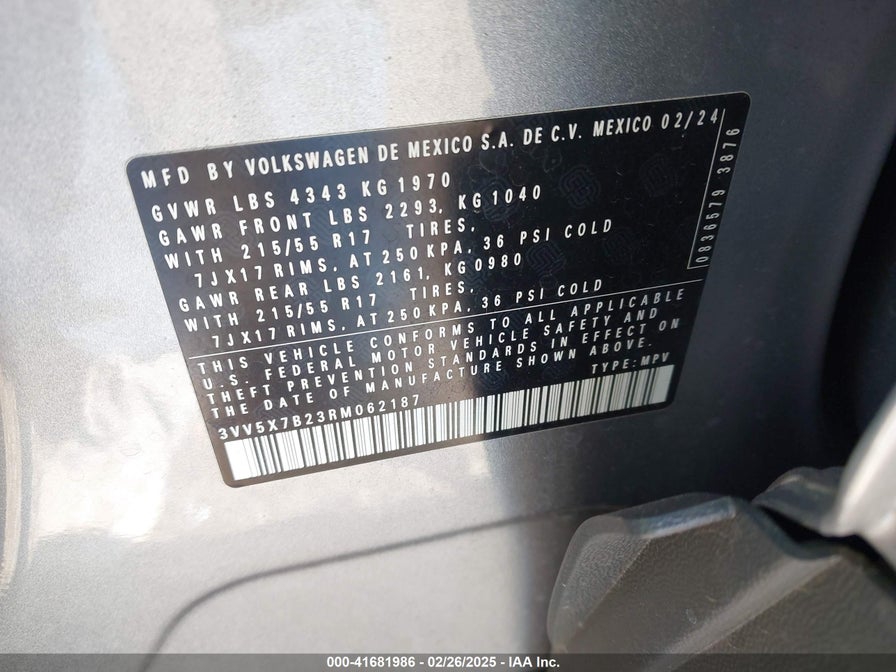 MFD BY VOLKSWAGEN DE MEXICO S.A. DE C.V. MEXICO 02/24
GVWR LBS 4343 KG 1970
GAWR FRONT LBS 2293, KG 1040
WITH 215/55 R17 TIRES,
7JX17 RIMS, AT 250 KPA, 36 PSI COLD
GAWR REAR LBS 2161, KG 0980
WITH 215/55 R17 TIRES,
7JX17 RIMS, AT 250 KPA, 36 PSI COLD
0836579 3876
THIS VEHICLE CONFORMS TO ALL APPLICABLE
U.S. FEDERAL MOTOR VEHICLE SAFETY AND
THEFT PREVENTION STANDARDS IN EFFECT ON
THE DATE OF MANUFACTURE SHOWN ABOVE.
3VV5X7B23RM062187 TYPE: MPV
000-41681986 - 02/26/2025 - IAA Inc.